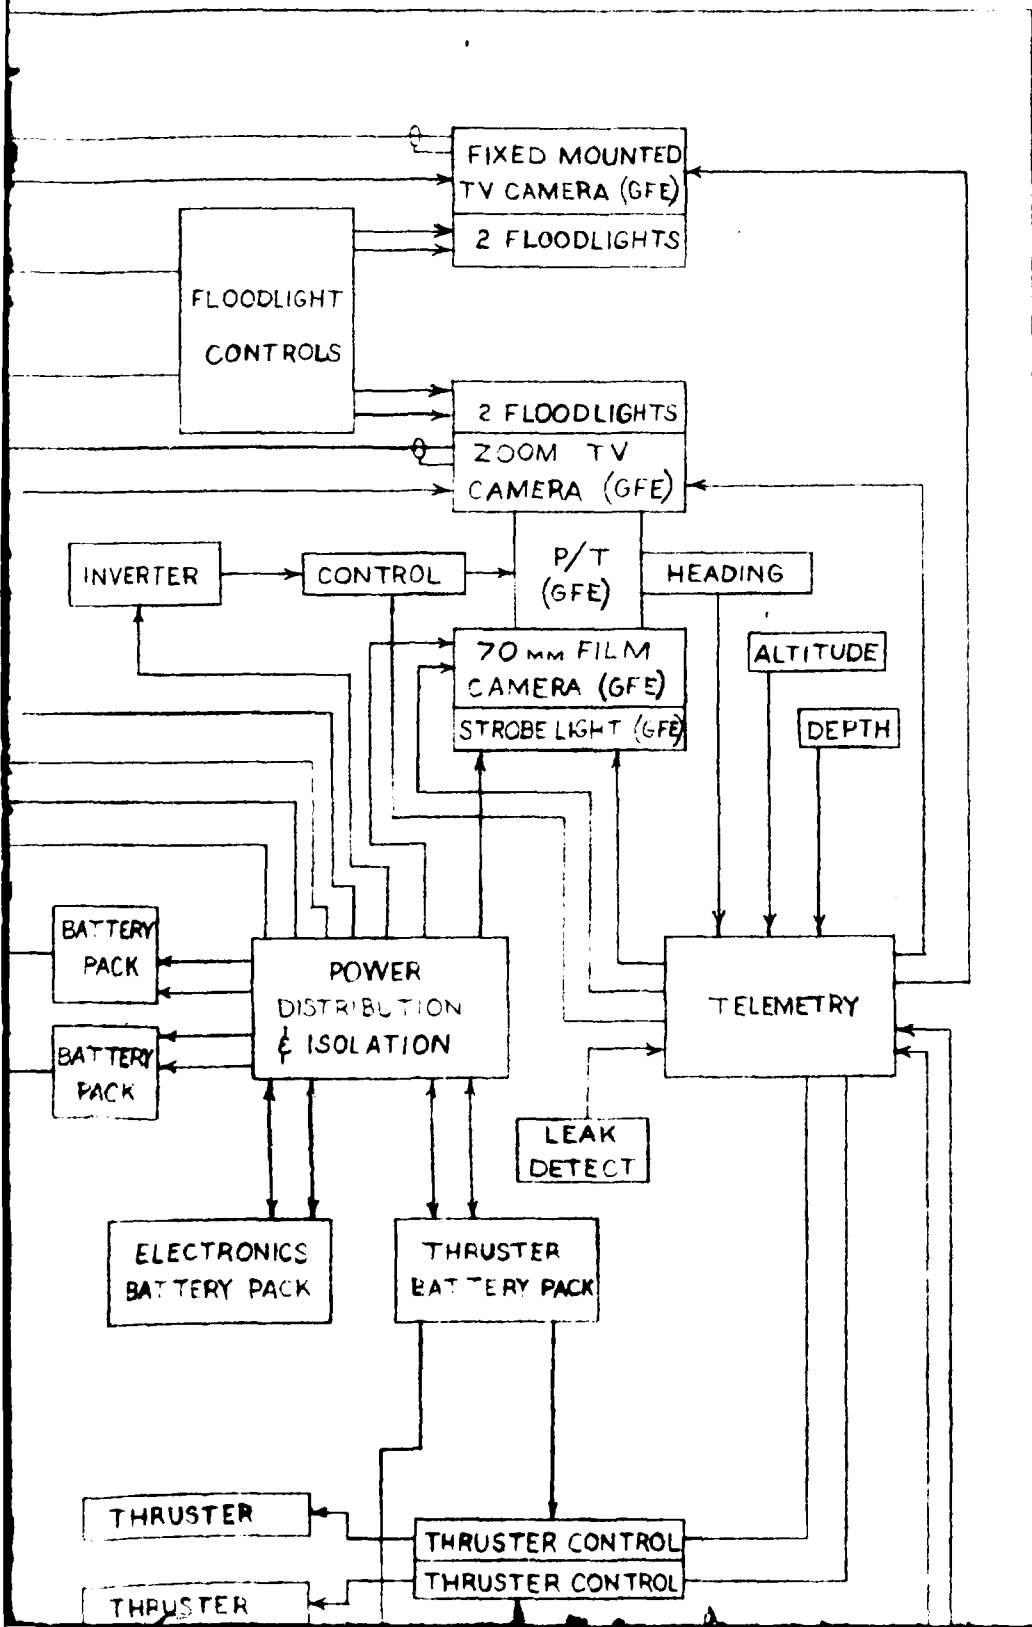 FIXED MOUNTED
TV CAMERA (GFE)
2 FLOODLIGHTS
FLOODLIGHT
CONTROLS
2 FLOODLIGHTS
ZOOM TV
CAMERA (GFE)
INVERTER
CONTROL
P/T
(GFE)
HEADING
70 MM FILM
CAMERA (GFE)
STROBE LIGHT (GFE)
ALTITUDE
DEPTH
BATTERY
PACK
POWER
DISTRIBUTION
& ISOLATION
TELEMETRY
BATTERY
PACK
LEAK
DETECT
ELECTRONICS
BATTERY PACK
THRUSTER
BATTERY PACK
THRUSTER
THRUSTER CONTROL
THRUSTER CONTROL
THRUSTER